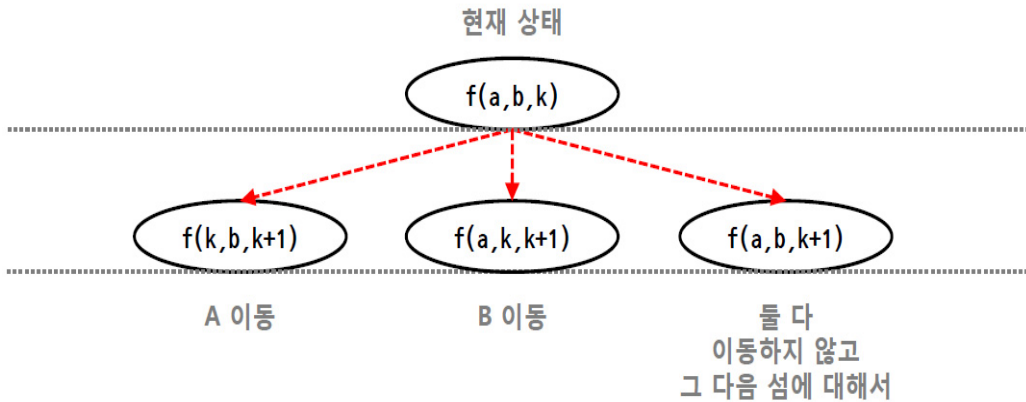 현재 상태
f(a,b,k)
f(k,b,k+1)
f(a,k,k+1)
f(a,b,k+1)
A 이동
B 이동
둘 다
이동하지 않고
그 다음 섬에 대해서